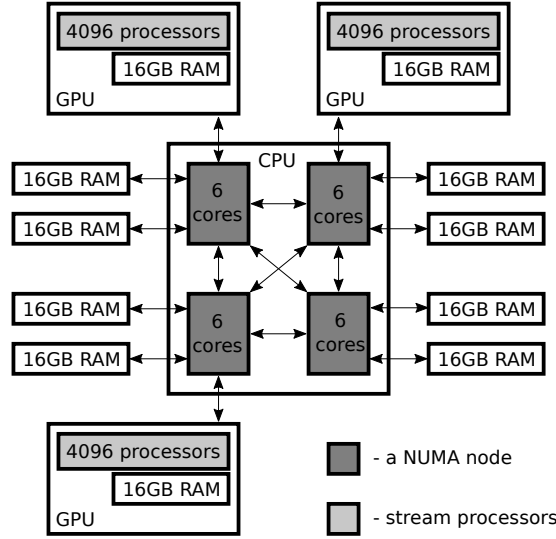 4096 processors
16GB RAM
GPU
4096 processors
16GB RAM
GPU
CPU
16GB RAM
6
cores
6
cores
16GB RAM
16GB RAM
16GB RAM
16GB RAM
6
cores
6
cores
16GB RAM
16GB RAM
16GB RAM
4096 processors
16GB RAM
GPU
- a NUMA node
- stream processors